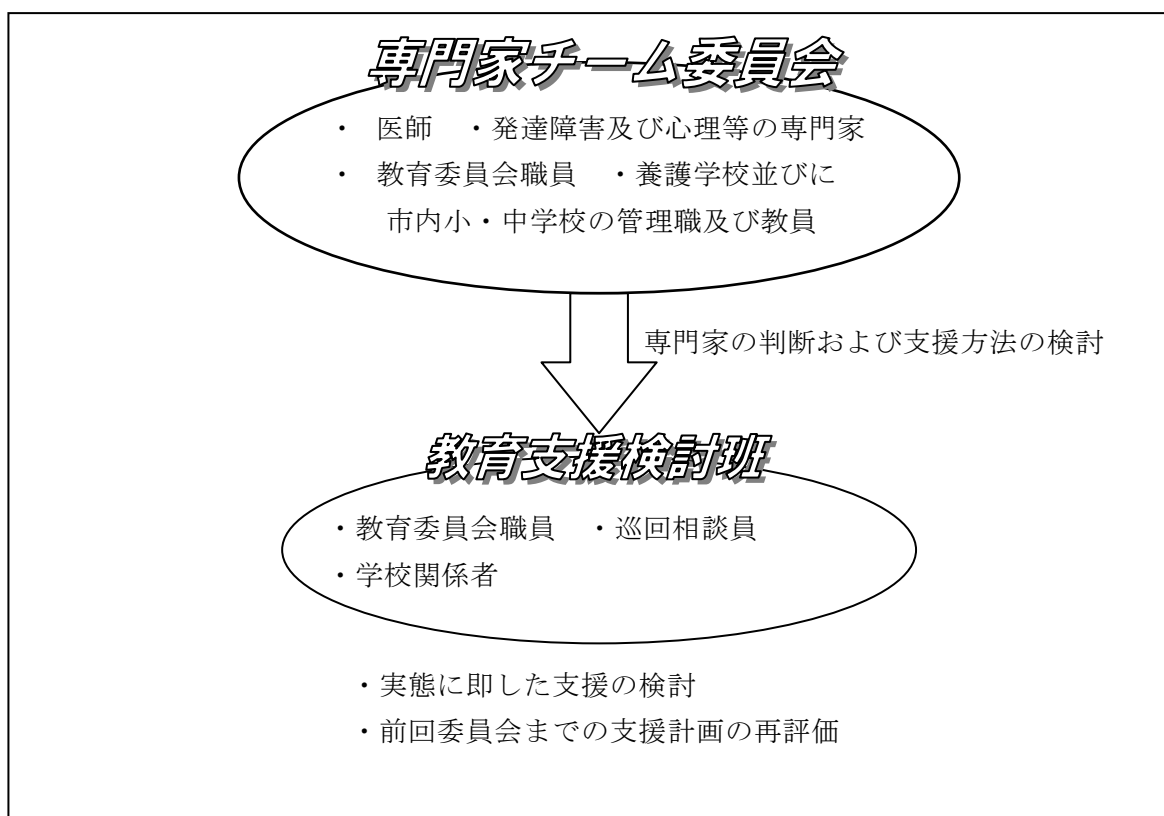 専門家チーム委員会
・ 医師 ・発達障害及び心理等の専門家
・ 教育委員会職員 ・養護学校並びに
市内小・中学校の管理職及び教員
専門家の判断および支援方法の検討
教育支援検討班
・教育委員会職員 ・巡回相談員
・学校関係者
・実態に即した支援の検討
・前回委員会までの支援計画の再評価